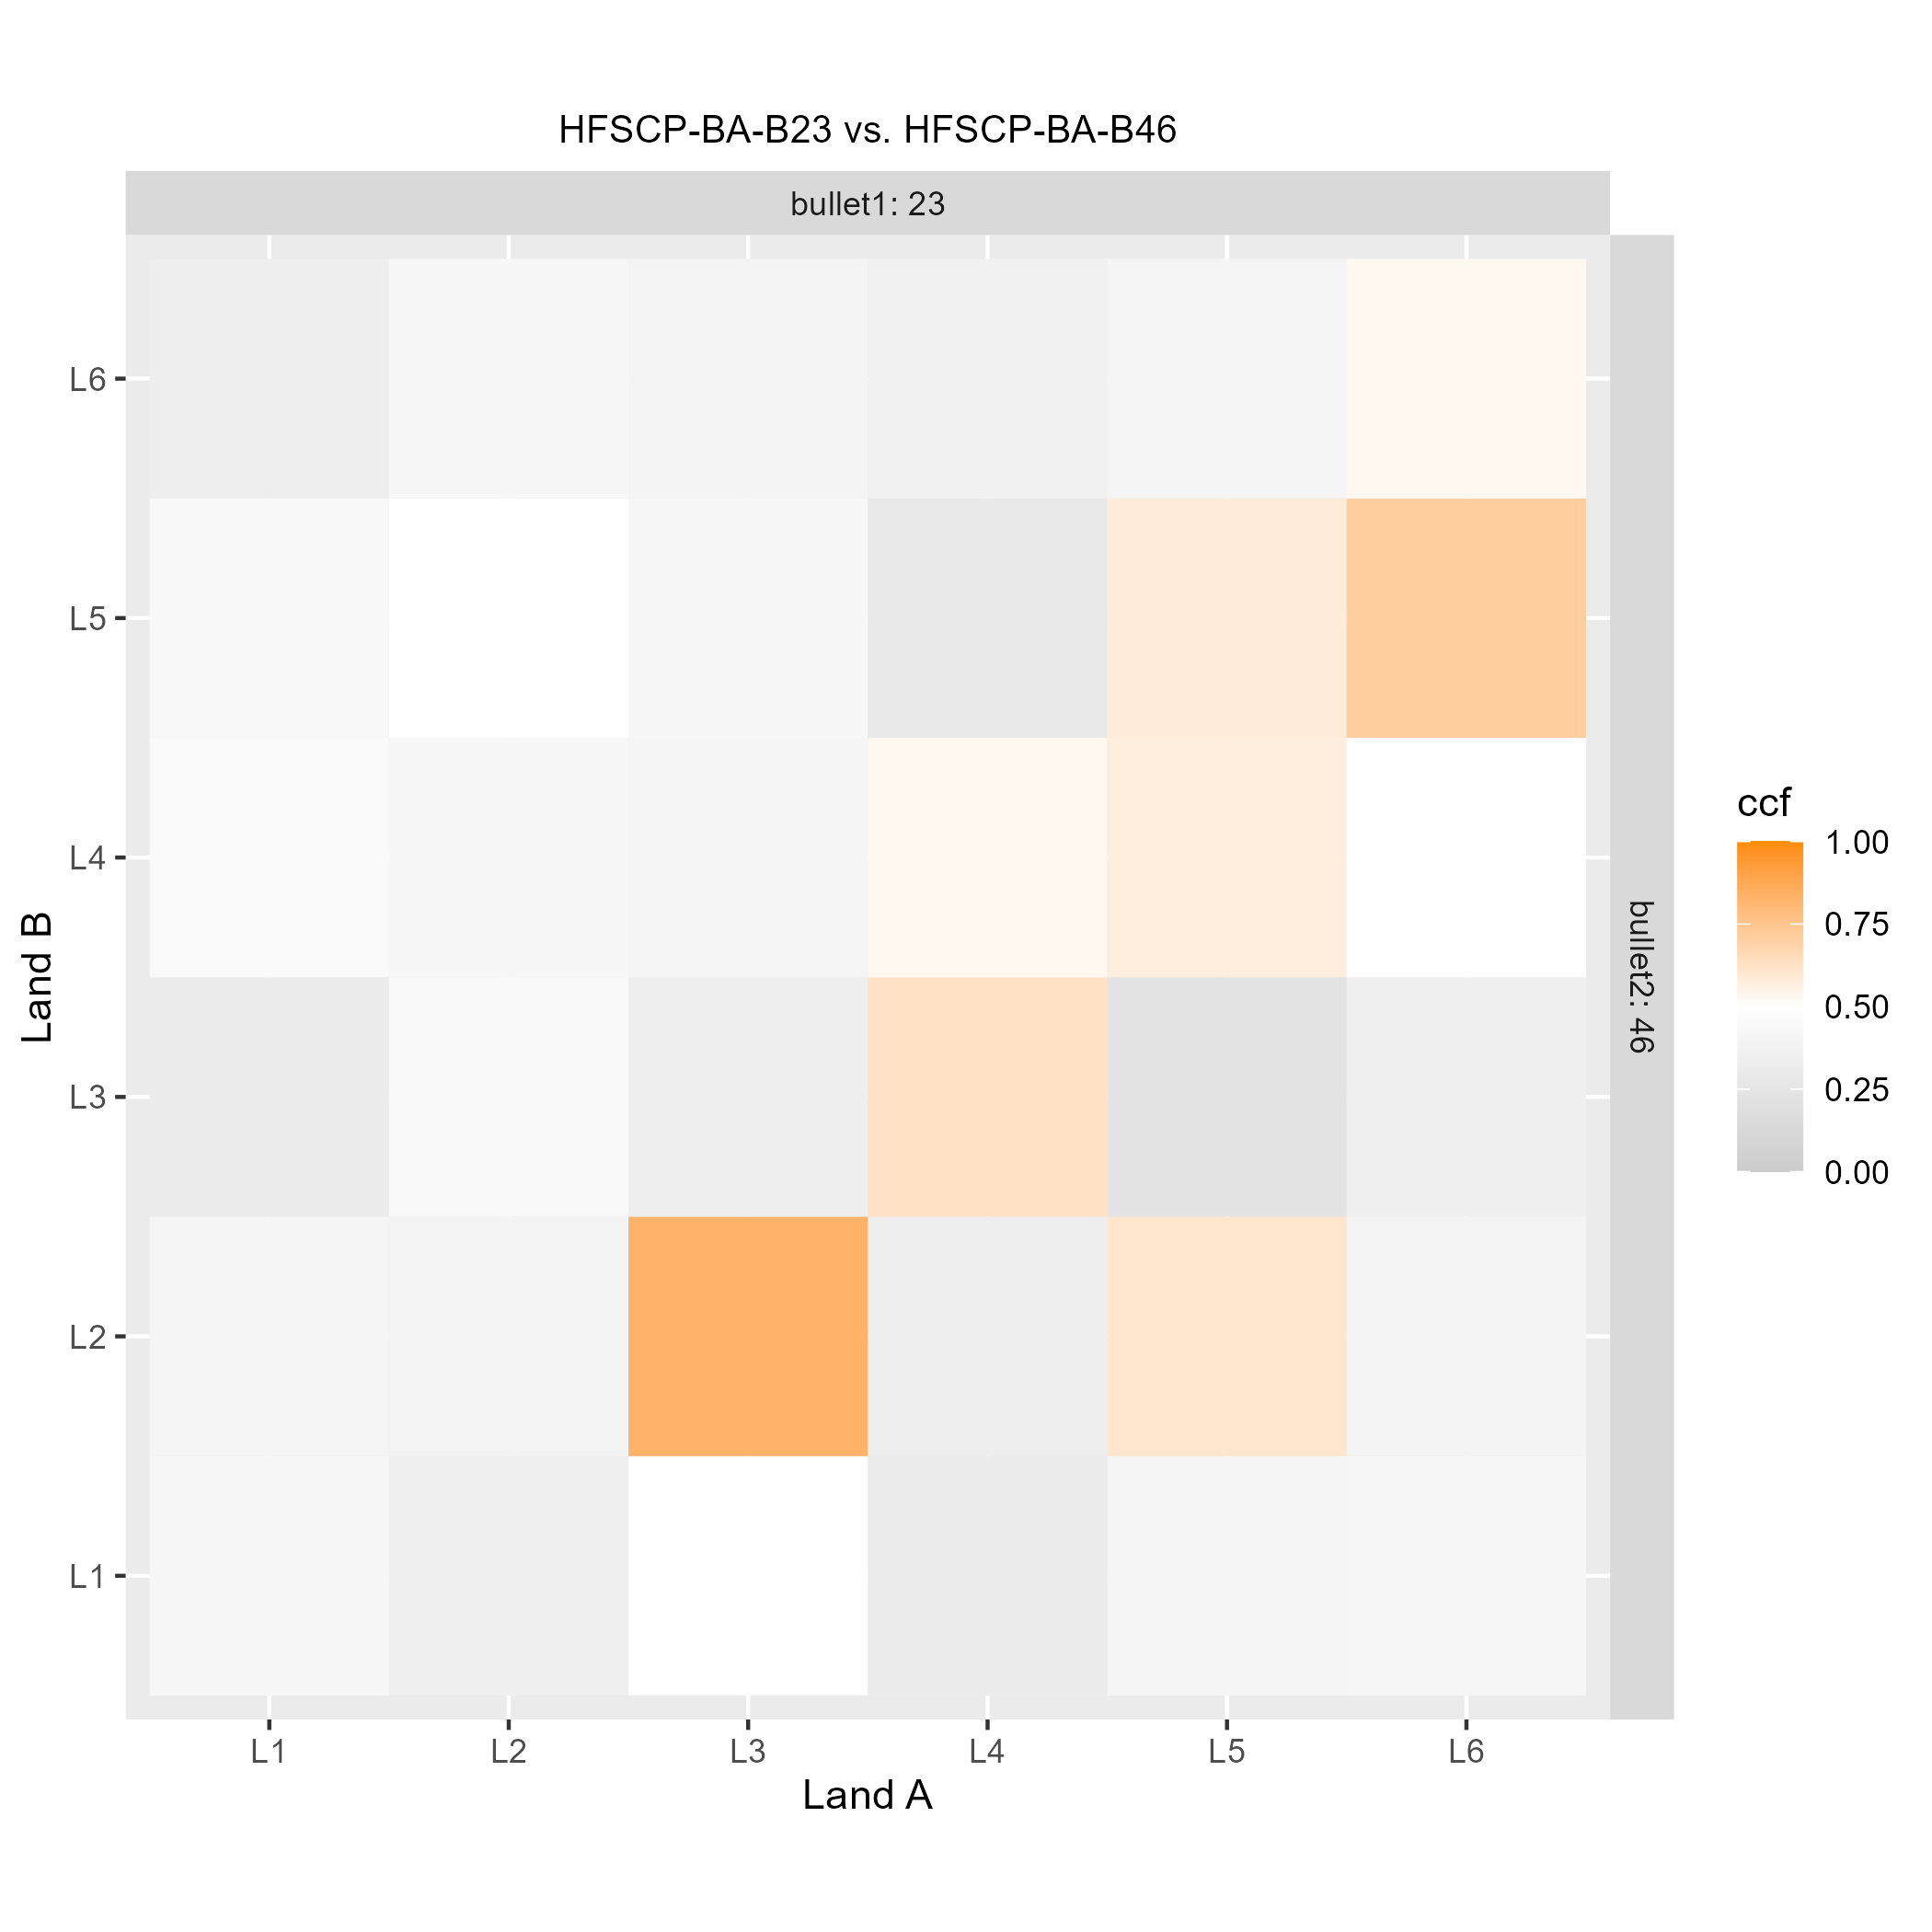 HFSCP-BA-B23 vs. HFSCP-BA-B46
bullet1: 23
L6
L5
L4
L3
L2
L1
Land B
bullet2: 46
L1 L2 L3 L4 L5 L6
Land A
ccf
1.00
0.75
0.50
0.25
0.00